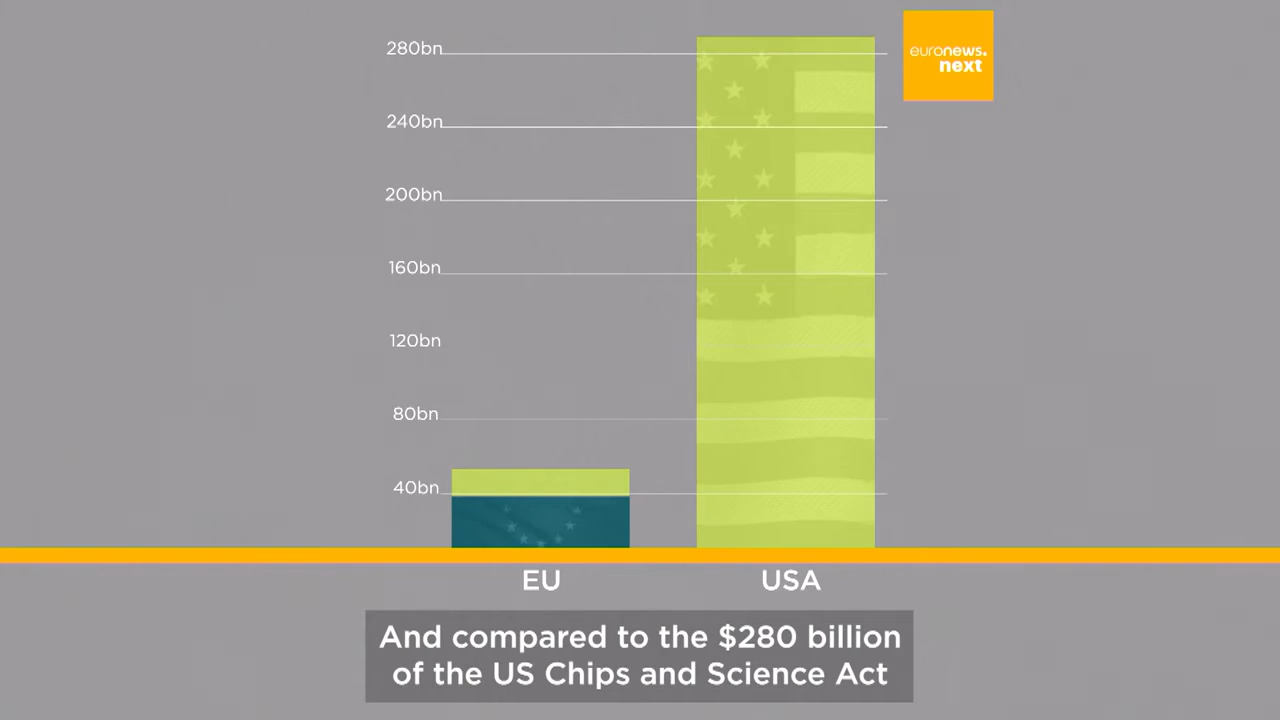 280bn
euronews.
next
240bn
200bn
160bn
120bn
80bn
40bn
EU USA
And compared to the $280 billion
of the US Chips and Science Act